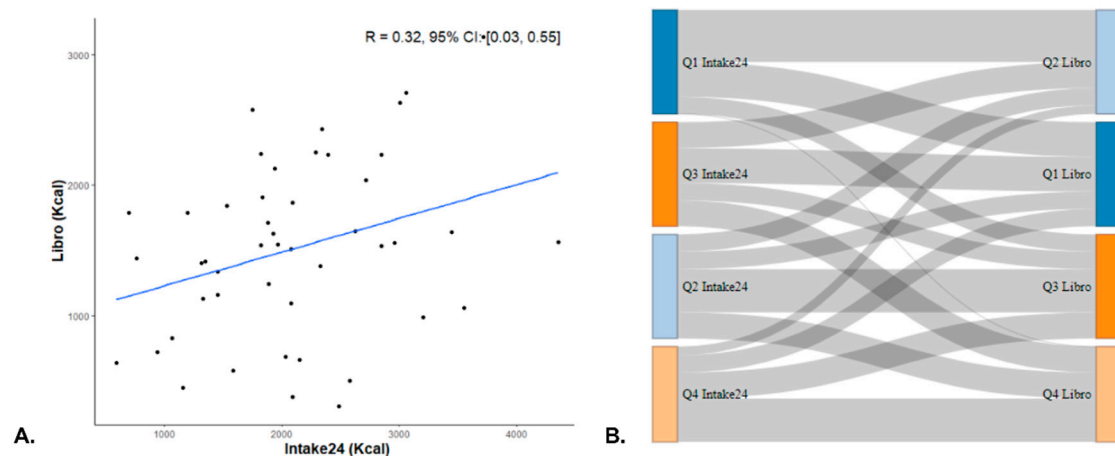 R = 0.32, 95% CI:•[0.03, 0.55]
3000
2000
1000
Libro (Kcal)
1000
2000
3000
4000
Intake24 (Kcal)
A.
Q1 Intake24
Q3 Intake24
Q2 Intake24
Q4 Intake24
Q2 Libro
Q1 Libro
Q3 Libro
Q4 Libro
B.